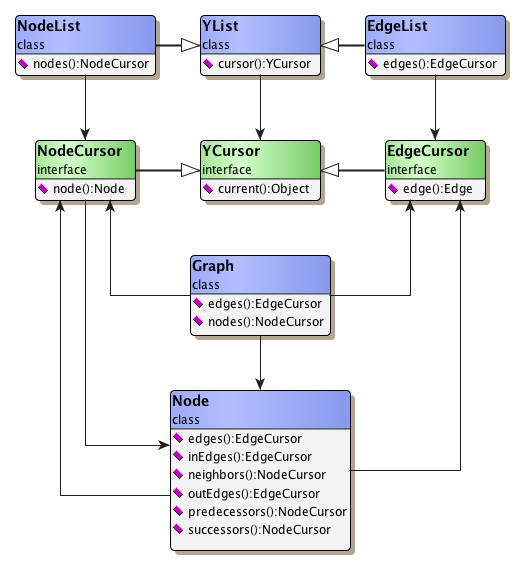 NodeList
class
nodes():NodeCursor
YList
class
cursor():YCursor
EdgeList
class
edges():EdgeCursor
NodeCursor
interface
node():Node
YCursor
interface
current():Object
EdgeCursor
interface
edge():Edge
Graph
class
edges():EdgeCursor
nodes():NodeCursor
Node
class
edges():EdgeCursor
inEdges():EdgeCursor
neighbors():NodeCursor
outEdges():EdgeCursor
predecessors():NodeCursor
successors():NodeCursor